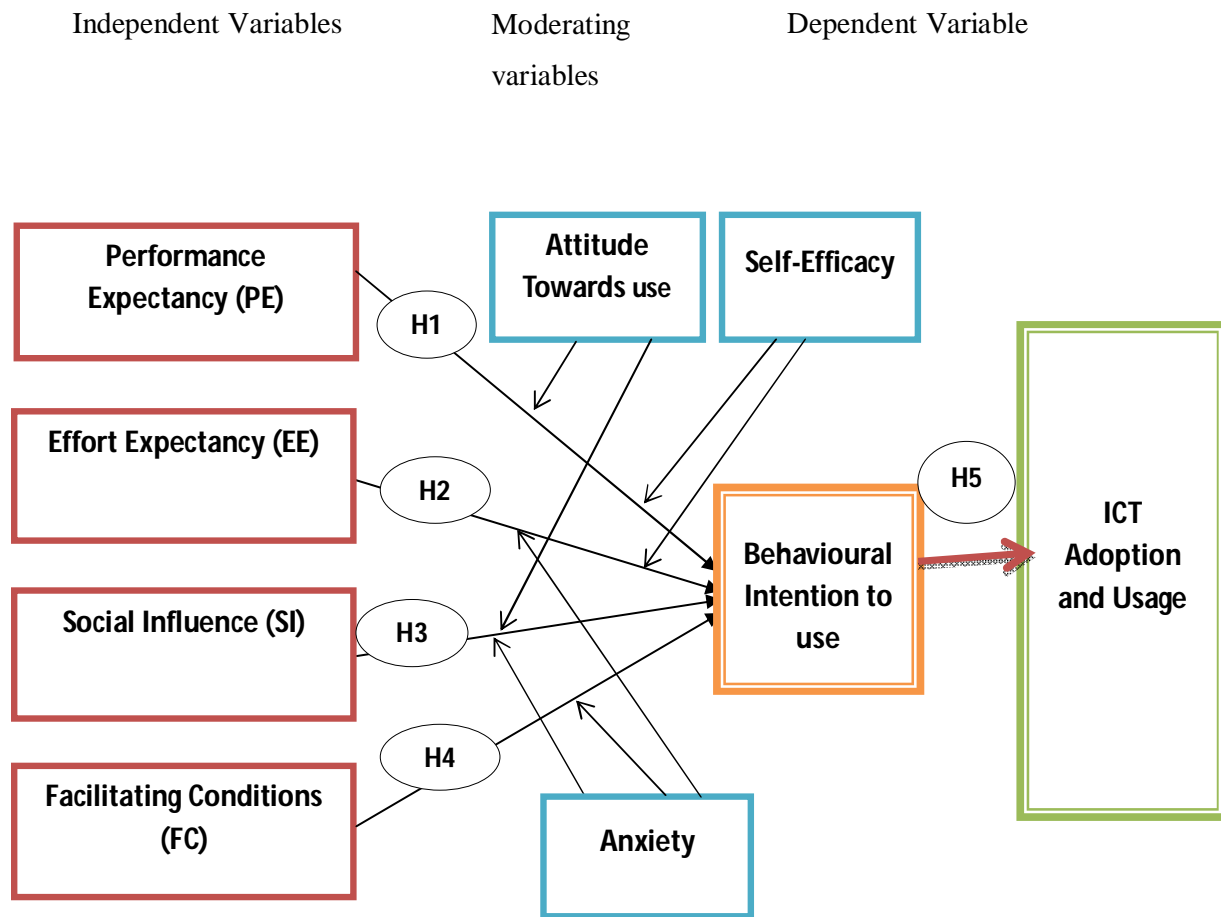 Independent Variables
Moderating
variables
Dependent Variable
Performance
Expectancy (PE)
Attitude
Towards use
Self-Efficacy
H1
Effort Expectancy (EE)
H2
H5
Behavioural
Intention to
use
ICT
Adoption
and Usage
Social Influence (SI)
H3
H4
Facilitating Conditions
(FC)
Anxiety